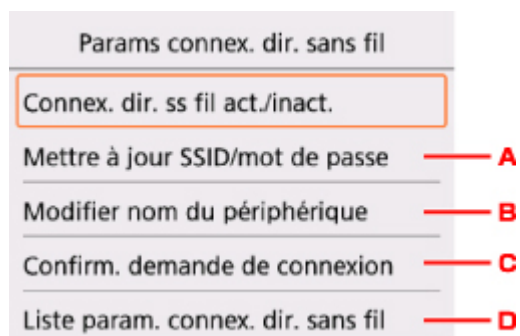 Params connex. dir. sans fil
Connex. dir. ss fil act./inact.
Mettre à jour SSID/mot de passe A
Modifier nom du périphérique B
Confirm. demande de connexion C
Liste param. connex. dir. sans fil D